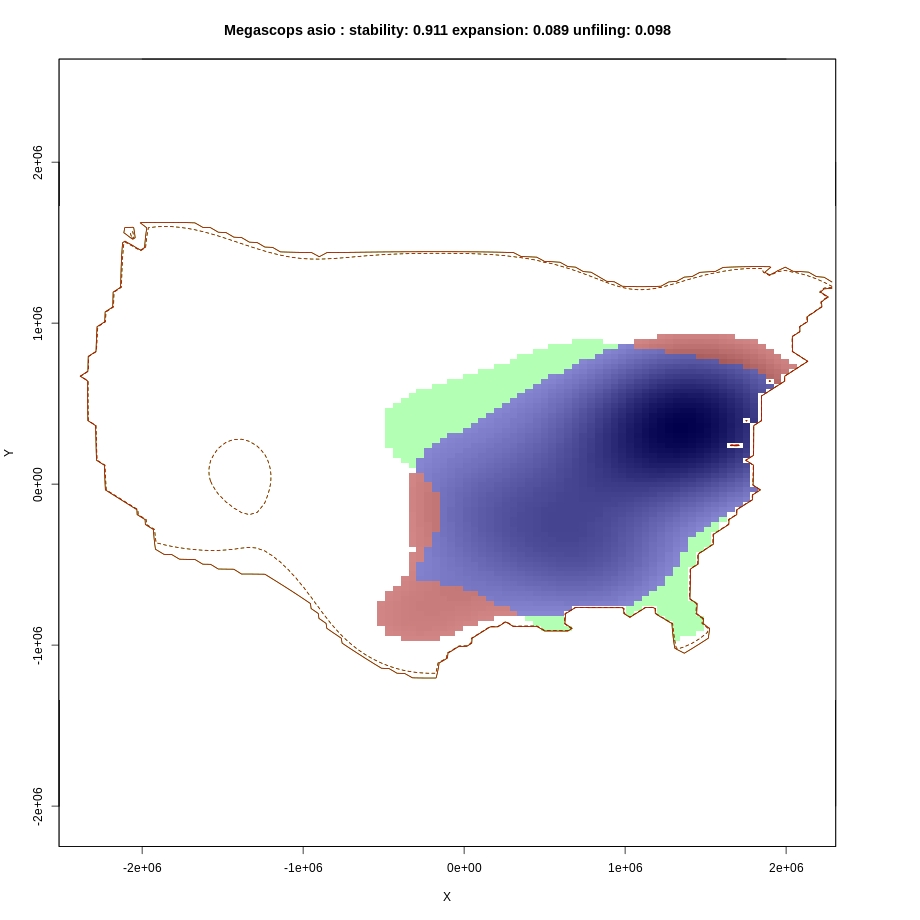 Megascops asio : stability: 0.911 expansion: 0.089 unfiling: 0.098
2e+06
1e+06
0e+00
-1e+06
-2e+06
Y
-2e+06 -1e+06 0e+00 1e+06 2e+06
X